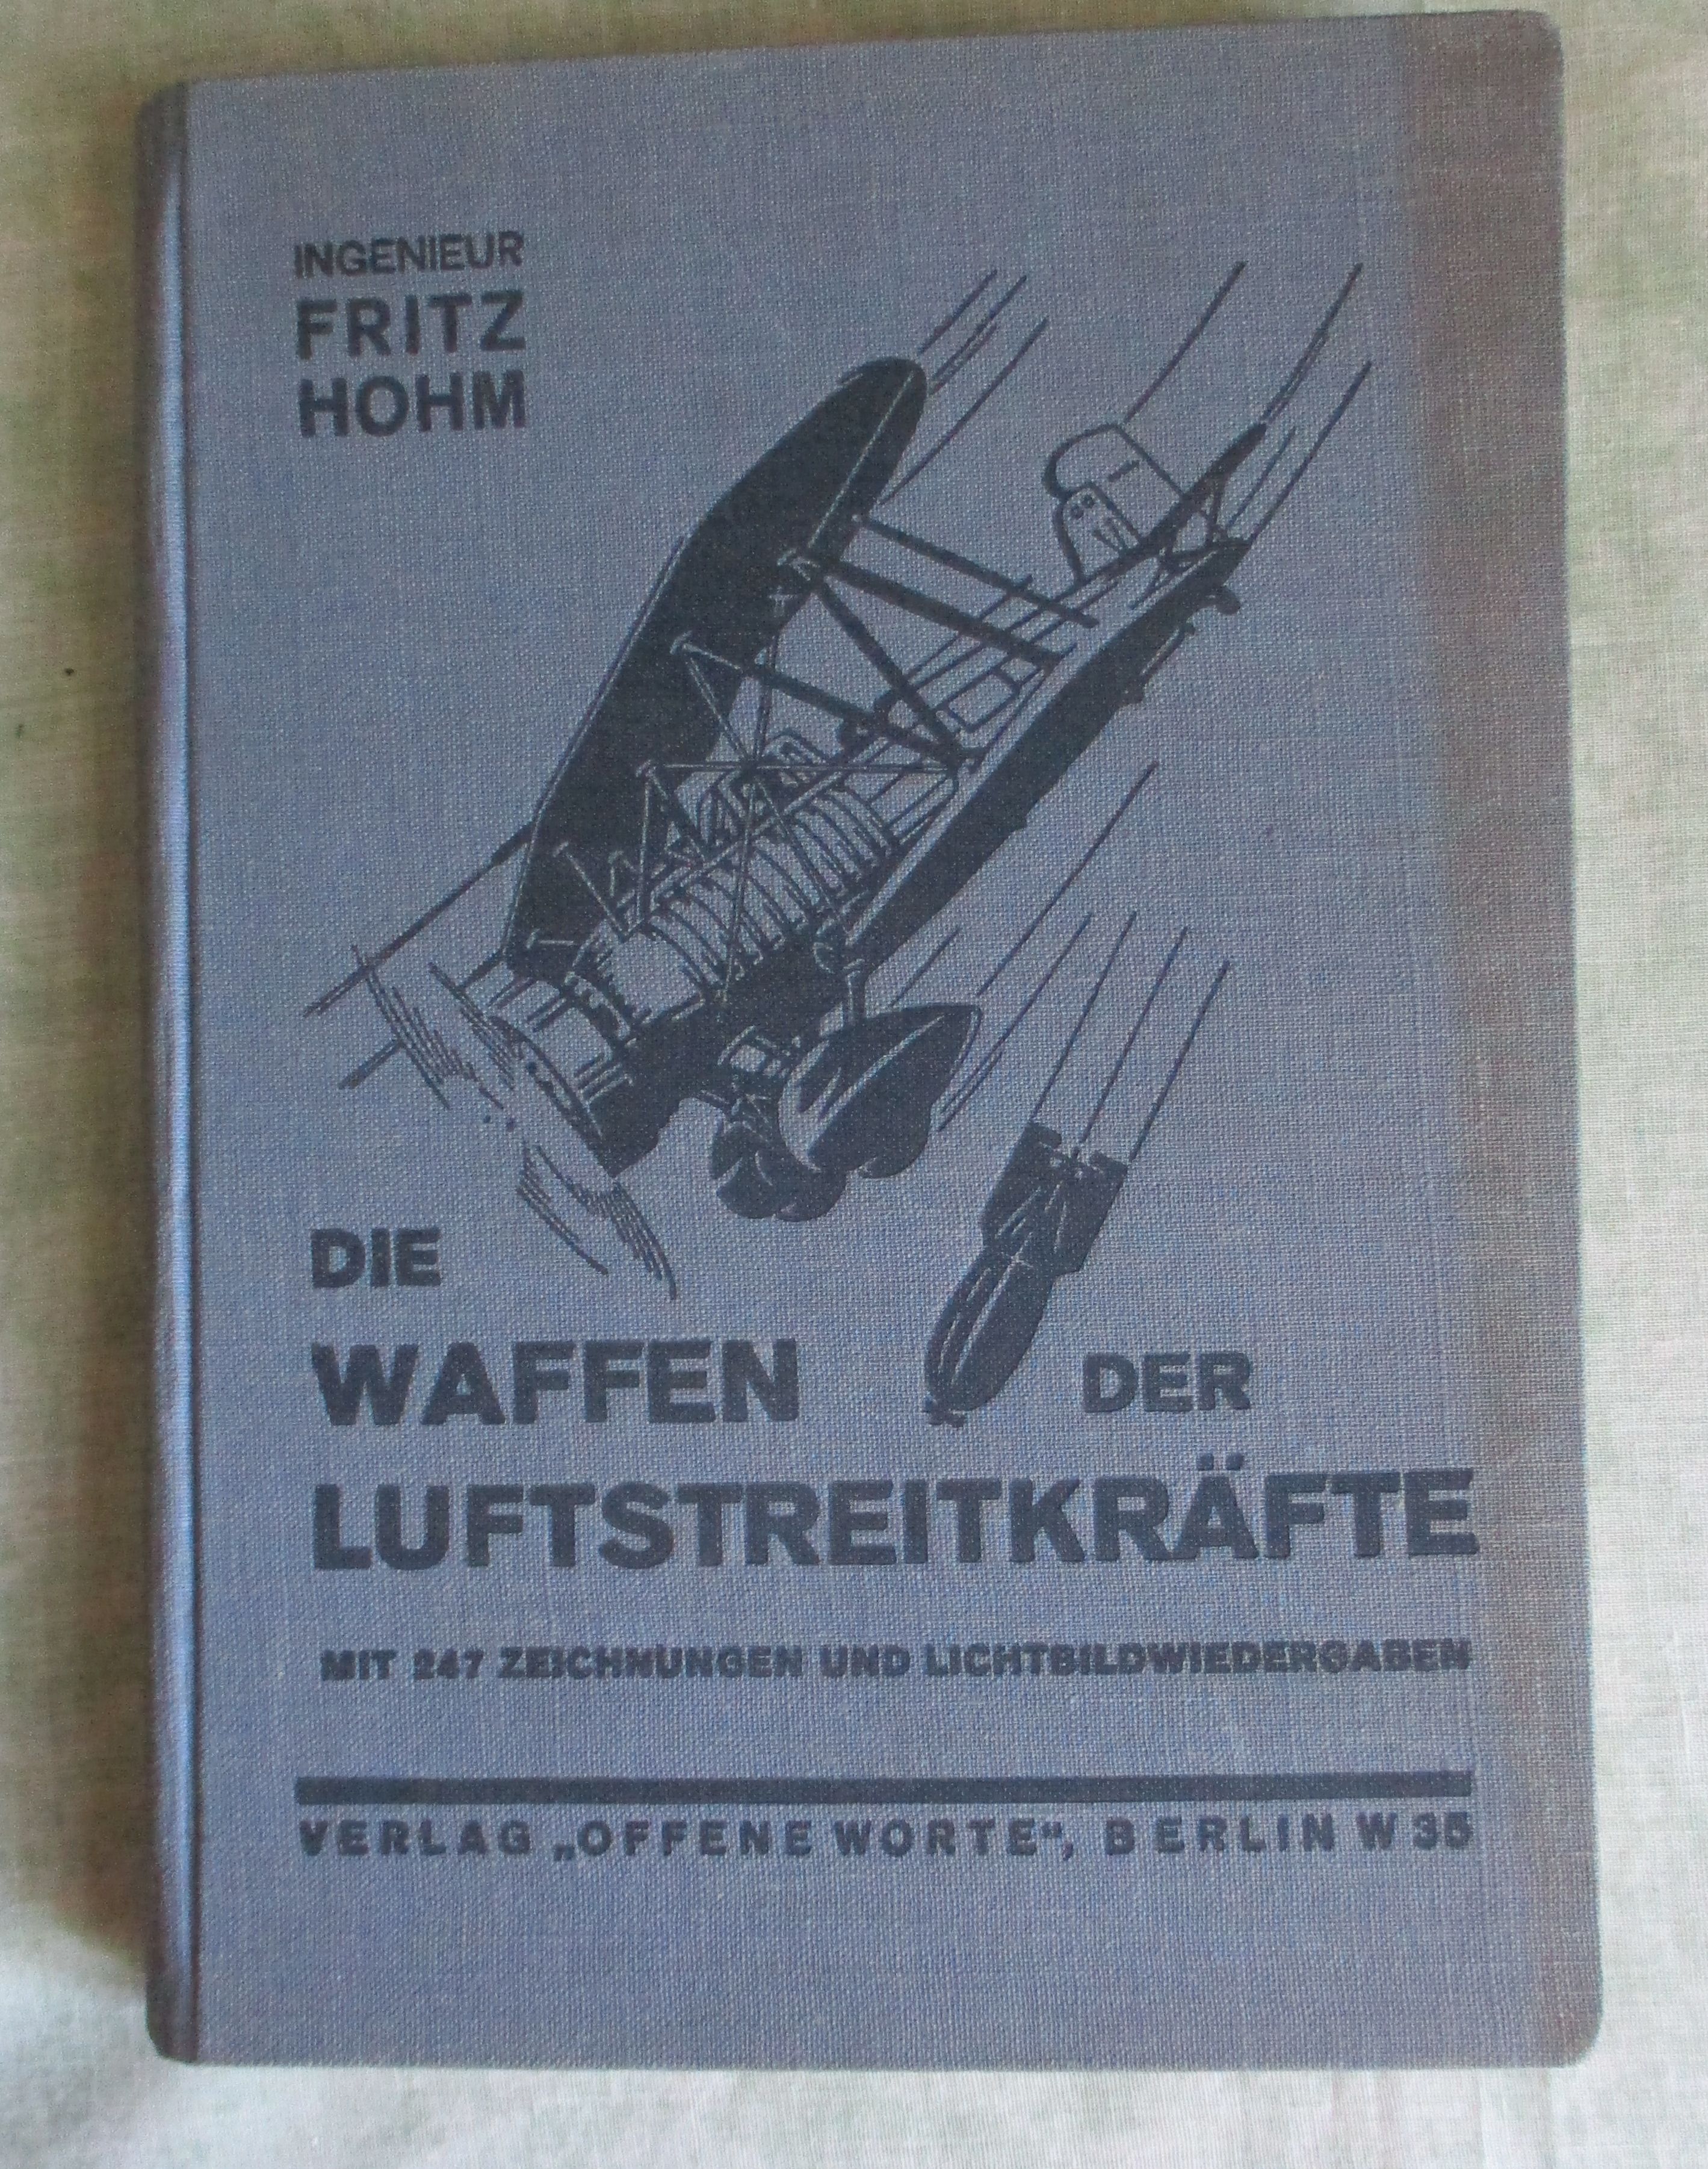 INGENIEUR
FRITZ
HOHM
DIE
WAFFEN DER
LUFTSTREITKRÄFTE
MIT 247 ZEICHNUNGEN UND LICHTBILDWIEDERGABEN
VERLAG „OFFENE WORTE“, BERLIN W 35